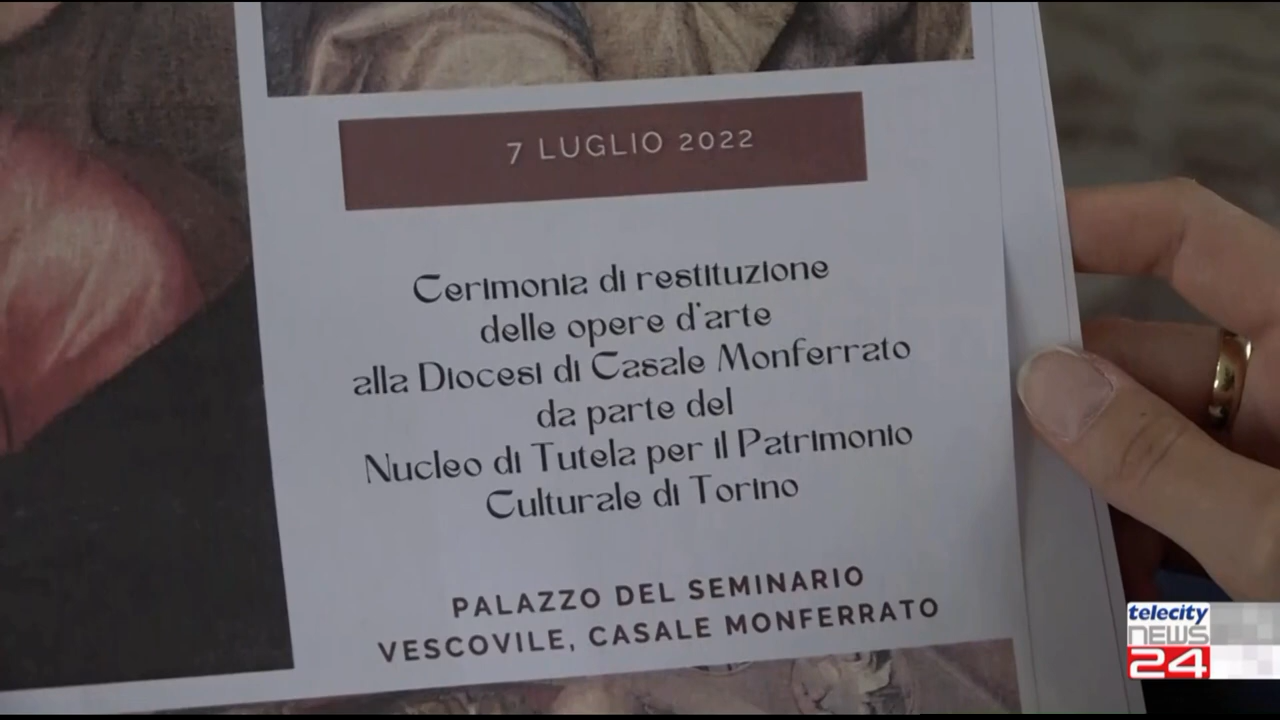 7 LUGLIO 2022
Cerimonia di restituzione
delle opere d'arte
alla Diocesi di Casale Monferrato
da parte del
Nucleo di Tutela per il Patrimonio
Culturale di Torino
PALAZZO DEL SEMINARIO
VESCOVILE, CASALE MONFERRATO
telecity
NEWS
24